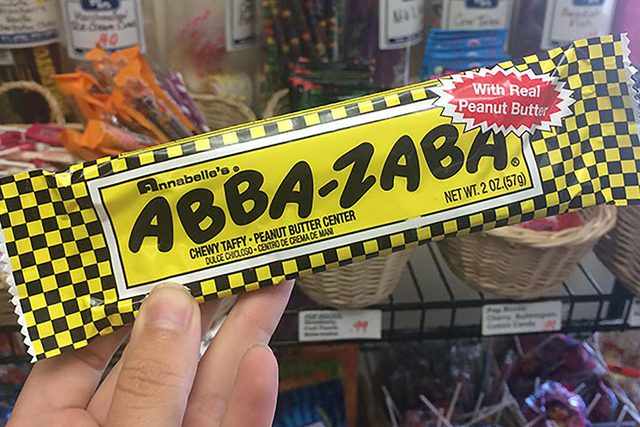 With Real
Peanut Butter
Annabelle's®
ABBA-ZABA®
NET WT. 2 OZ. (57g)
CHEWY TAFFY • PEANUT BUTTER CENTER
DULCE CHICLOSO • CENTRO DE CREMA DE MANI